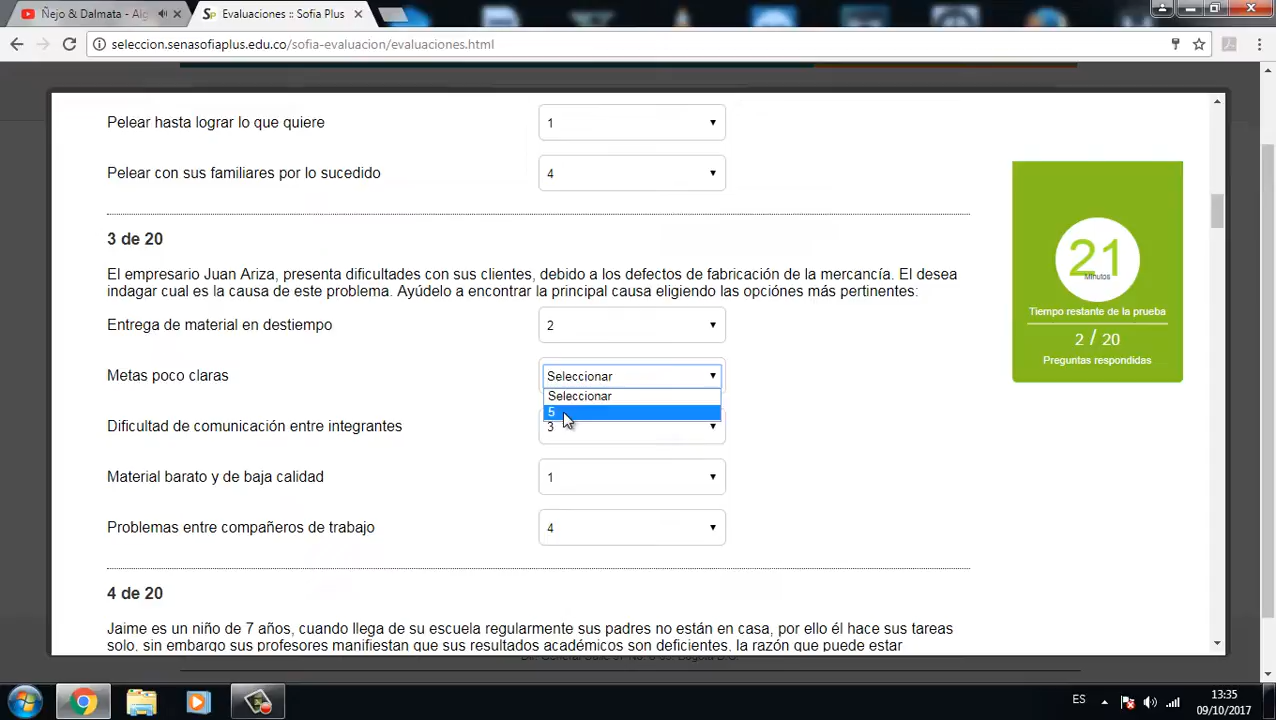 Ñejo & Dalmata - Alg
Evaluaciones :: Sofia Plus
seleccion.senasofiaplus.edu.co/sofia-evaluacion/evaluaciones.html
Pelear hasta lograr lo que quiere 1
Pelear con sus familiares por lo sucedido 4
3 de 20
El empresario Juan Ariza, presenta dificultades con sus clientes, debido a los defectos de fabricación de la mercancía. El desea
indagar cual es la causa de este problema. Ayúdelo a encontrar la principal causa eligiendo las opciónes más pertinentes:
Entrega de material en destiempo 2
Metas poco claras Seleccionar
Seleccionar
5
Dificultad de comunicación entre integrantes 3
Material barato y de baja calidad 1
Problemas entre compañeros de trabajo 4
4 de 20
Jaime es un niño de 7 años, cuando llega de su escuela regularmente sus padres no están en casa, por ello él hace sus tareas
solo, sin embargo sus profesores manifiestan que sus resultados académicos son deficientes, la razón que puede estar
21
Minutos
Tiempo restante de la prueba
2 / 20
Preguntas respondidas
ES
13:35
09/10/2017